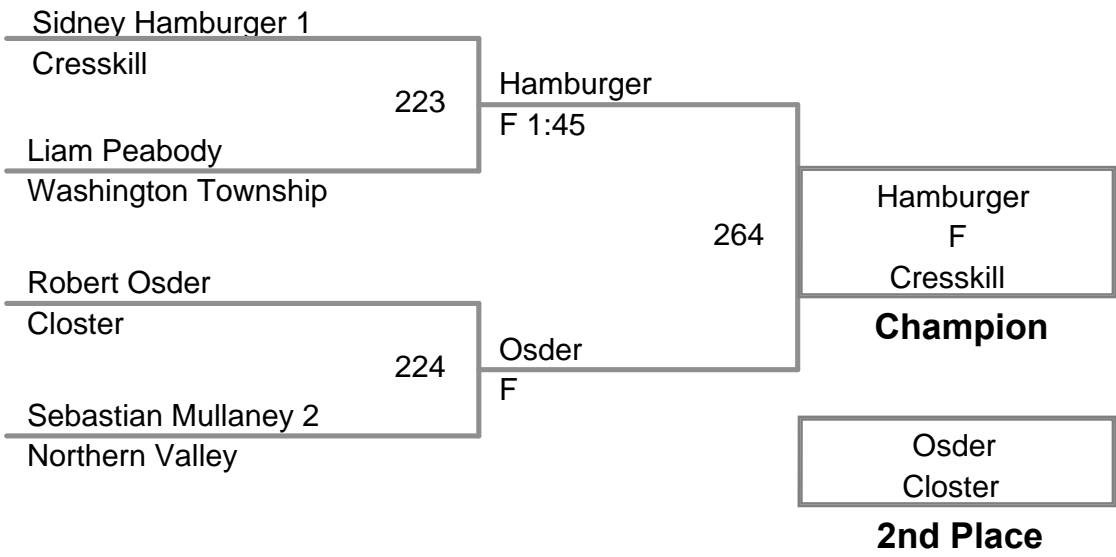 Sidney Hamburger 1
Cresskill
223
Hamburger
F 1:45
Liam Peabody
Washington Township
264
Hamburger
F
Cresskill
Champion
Robert Osder
Closter
224
Osder
F
Sebastian Mullaney 2
Northern Valley
Osder
Closter
2nd Place